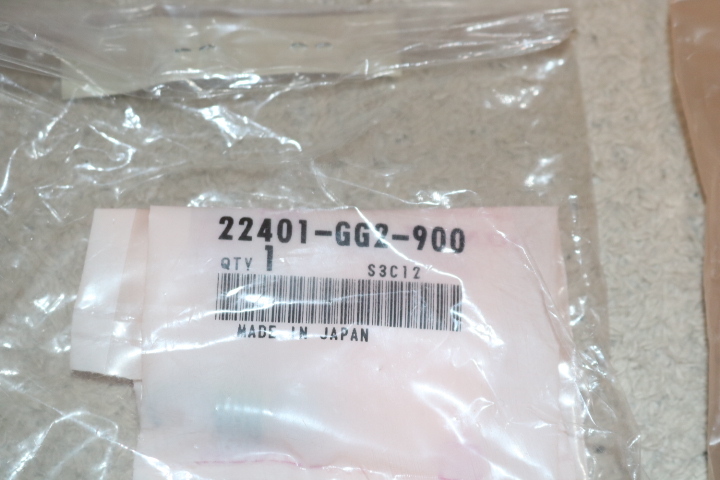 22401-GG2-900
QTY 1 S3C12
MADE IN JAPAN